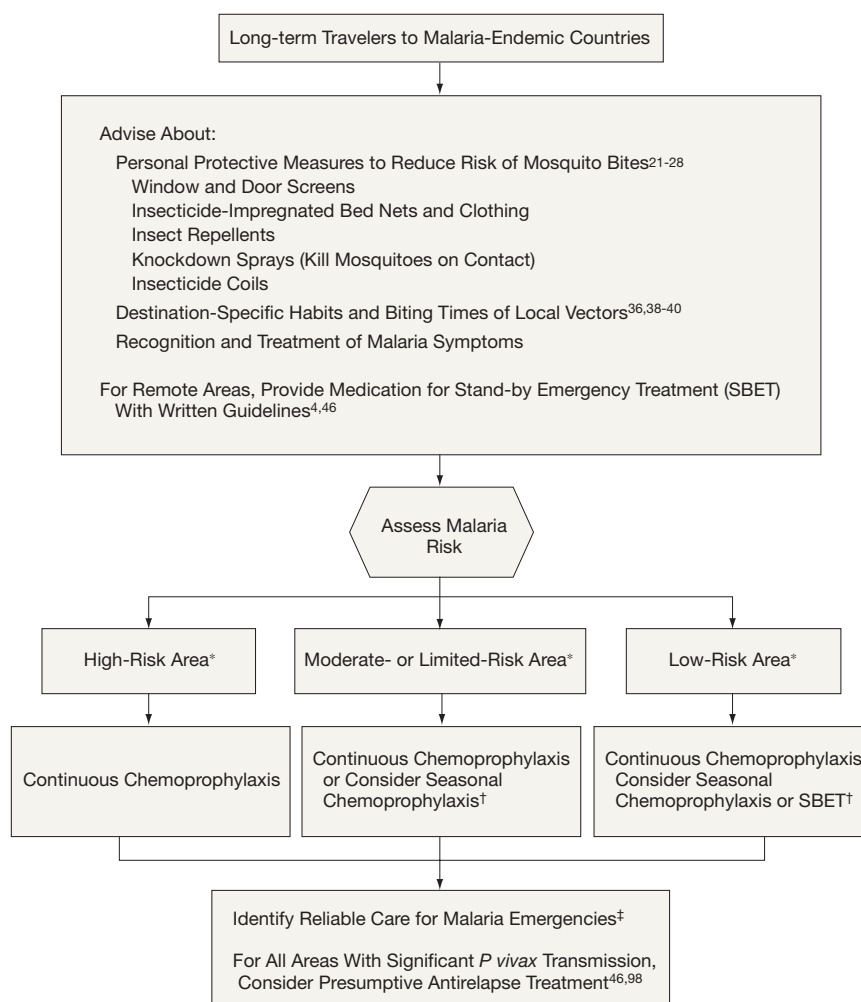 Long-term Travelers to Malaria-Endemic Countries
Advise About:
Personal Protective Measures to Reduce Risk of Mosquito Bites21-28
Window and Door Screens
Insecticide-Impregnated Bed Nets and Clothing
Insect Repellents
Knockdown Sprays (Kill Mosquitoes on Contact)
Insecticide Coils
Destination-Specific Habits and Biting Times of Local Vectors36,38-40
Recognition and Treatment of Malaria Symptoms
For Remote Areas, Provide Medication for Stand-by Emergency Treatment (SBET)
With Written Guidelines4,46
Assess Malaria
Risk
High-Risk Area*
Moderate- or Limited-Risk Area*
Low-Risk Area*
Continuous Chemoprophylaxis
Continuous Chemoprophylaxis
or Consider Seasonal
Chemoprophylaxis†
Continuous Chemoprophylaxis
Consider Seasonal
Chemoprophylaxis or SBET†
Identify Reliable Care for Malaria Emergencies‡
For All Areas With Significant P vivax Transmission,
Consider Presumptive Antirelapse Treatment46,98